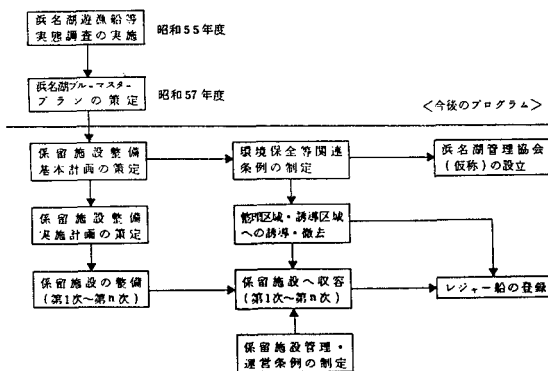 浜名湖遊漁船等
実態調査の実施
昭和55年度
浜名湖ブルーマスター
プランの策定
昭和57年度
<今後のプログラム>
保留施設整備
基本計画の策定
環境保全等関連
条例の制定
浜名湖管理協会
(仮称)の設立
保留施設整備
実施計画の策定
管理区域・誘導区域
への誘導・撤去
保留施設の整備
(第1次~第n次)
保留施設へ収容
(第1次~第n次)
レジャー船の登録
保留施設管理・
運営条例の制定